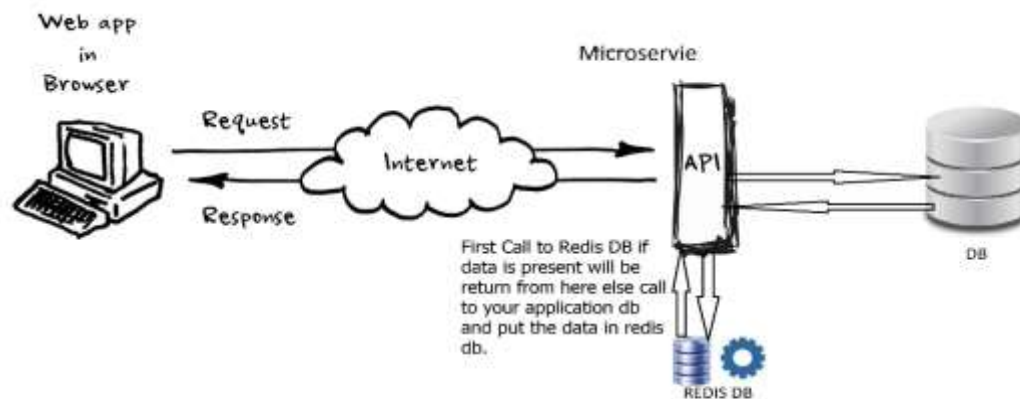 Web app
in
Browser
Request
Internet
Response
Microservie
API
DB
First Call to Redis DB if
data is present will be
return from here else call
to your application db
and put the data in redis
db.
REDIS DB